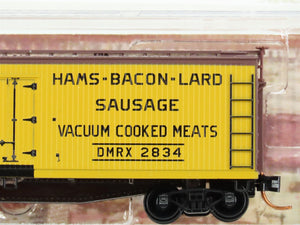 HAMS-BACON-LARD
SAUSAGE
VACUUM COOKED MEATS
DMRX 2834